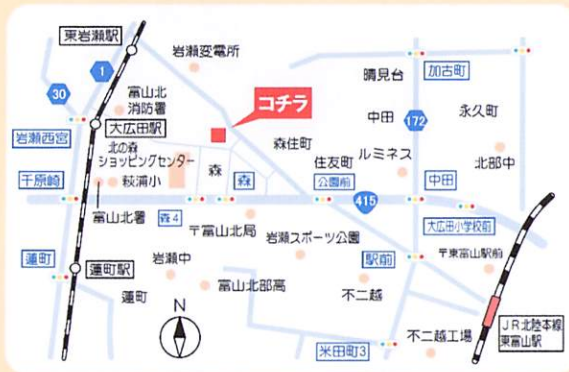 東岩瀬駅
岩瀬変電所
1
30
富山北
消防署
コチラ
晴見台
加古町
大広田駅
中田
172
永久町
岩瀬西宮
北の森
ショッピングセンター
森住町
住友町
ルミネス
北部中
千原崎
萩浦小
森
森
公園前
415
中田
富山北署
森4
〒富山北局
大広田小学校前
岩瀬スポーツ公園
駅前
〒東富山駅前
蓮町
蓮町駅
岩瀬中
富山北部高
不二越
蓮町
N
米田町3
不二越工場
JR北陸本線
東富山駅